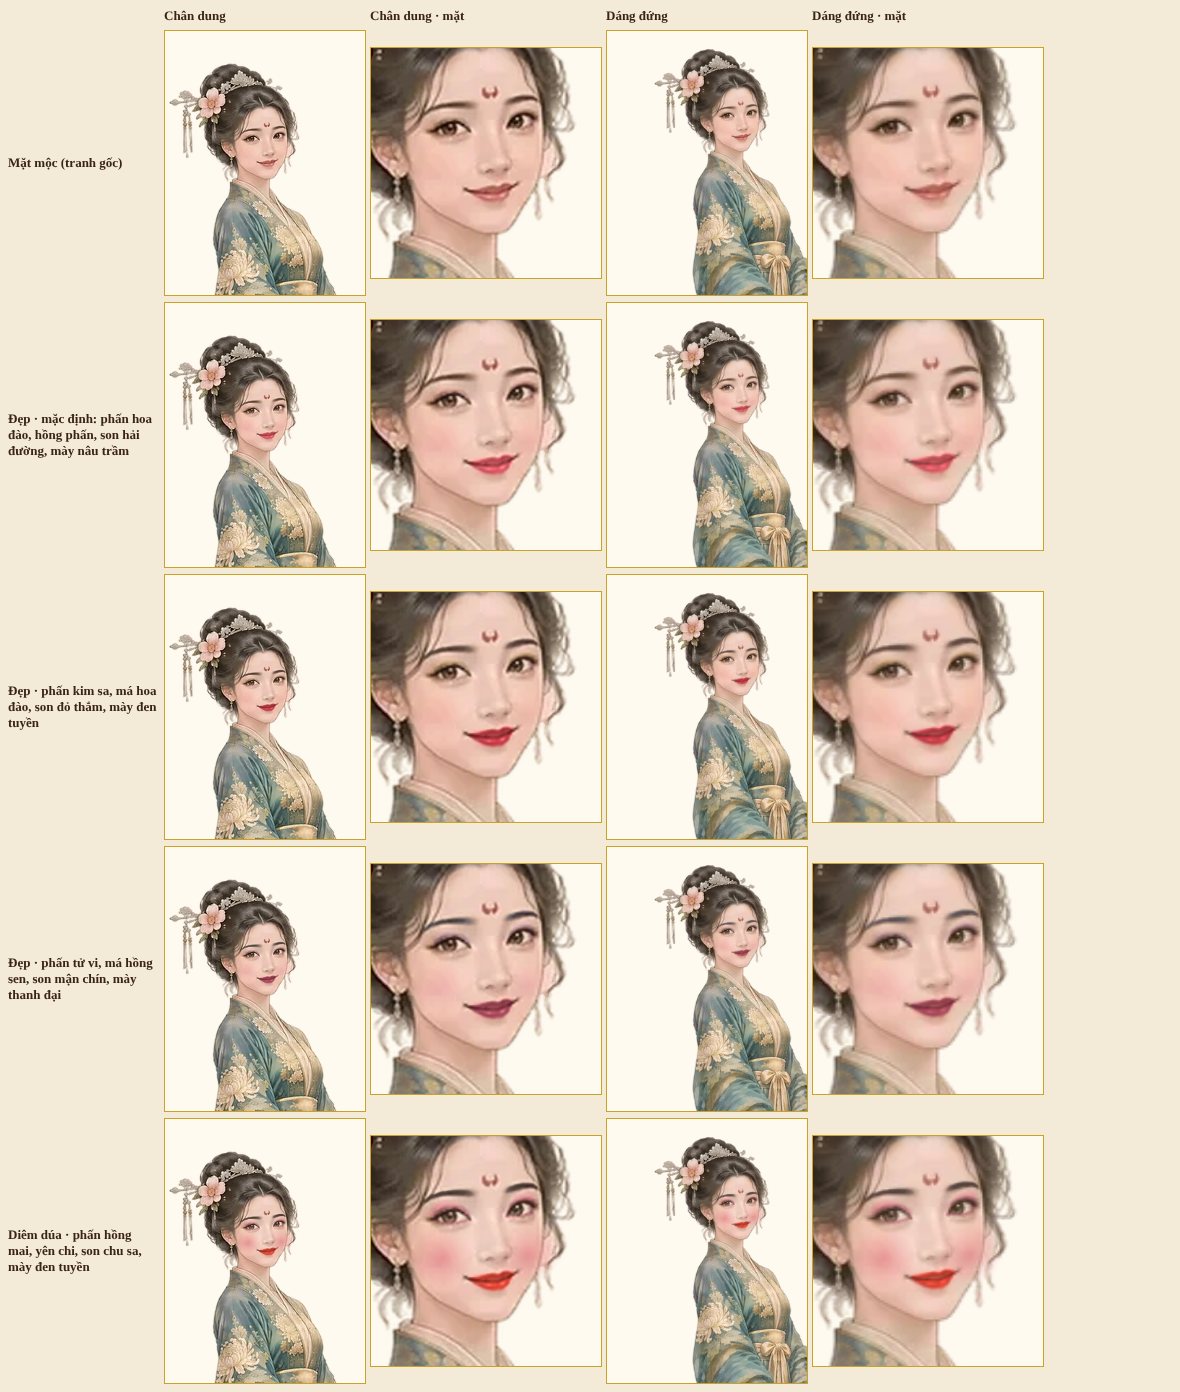 Chân dung
Chân dung · mặt
Dáng đứng
Dáng đứng · mặt
Mặt mộc (tranh gốc)
Đẹp · mặc định: phấn hoa
đào, hồng phấn, son hải
đường, mày nâu trầm
Đẹp · phấn kim sa, má hoa
đào, son đỏ thắm, mày đen
tuyền
Đẹp · phấn tử vi, má hồng
sen, son mận chín, mày
thanh đại
Diêm dúa · phấn hồng
mai, yên chi, son chu sa,
mày đen tuyền